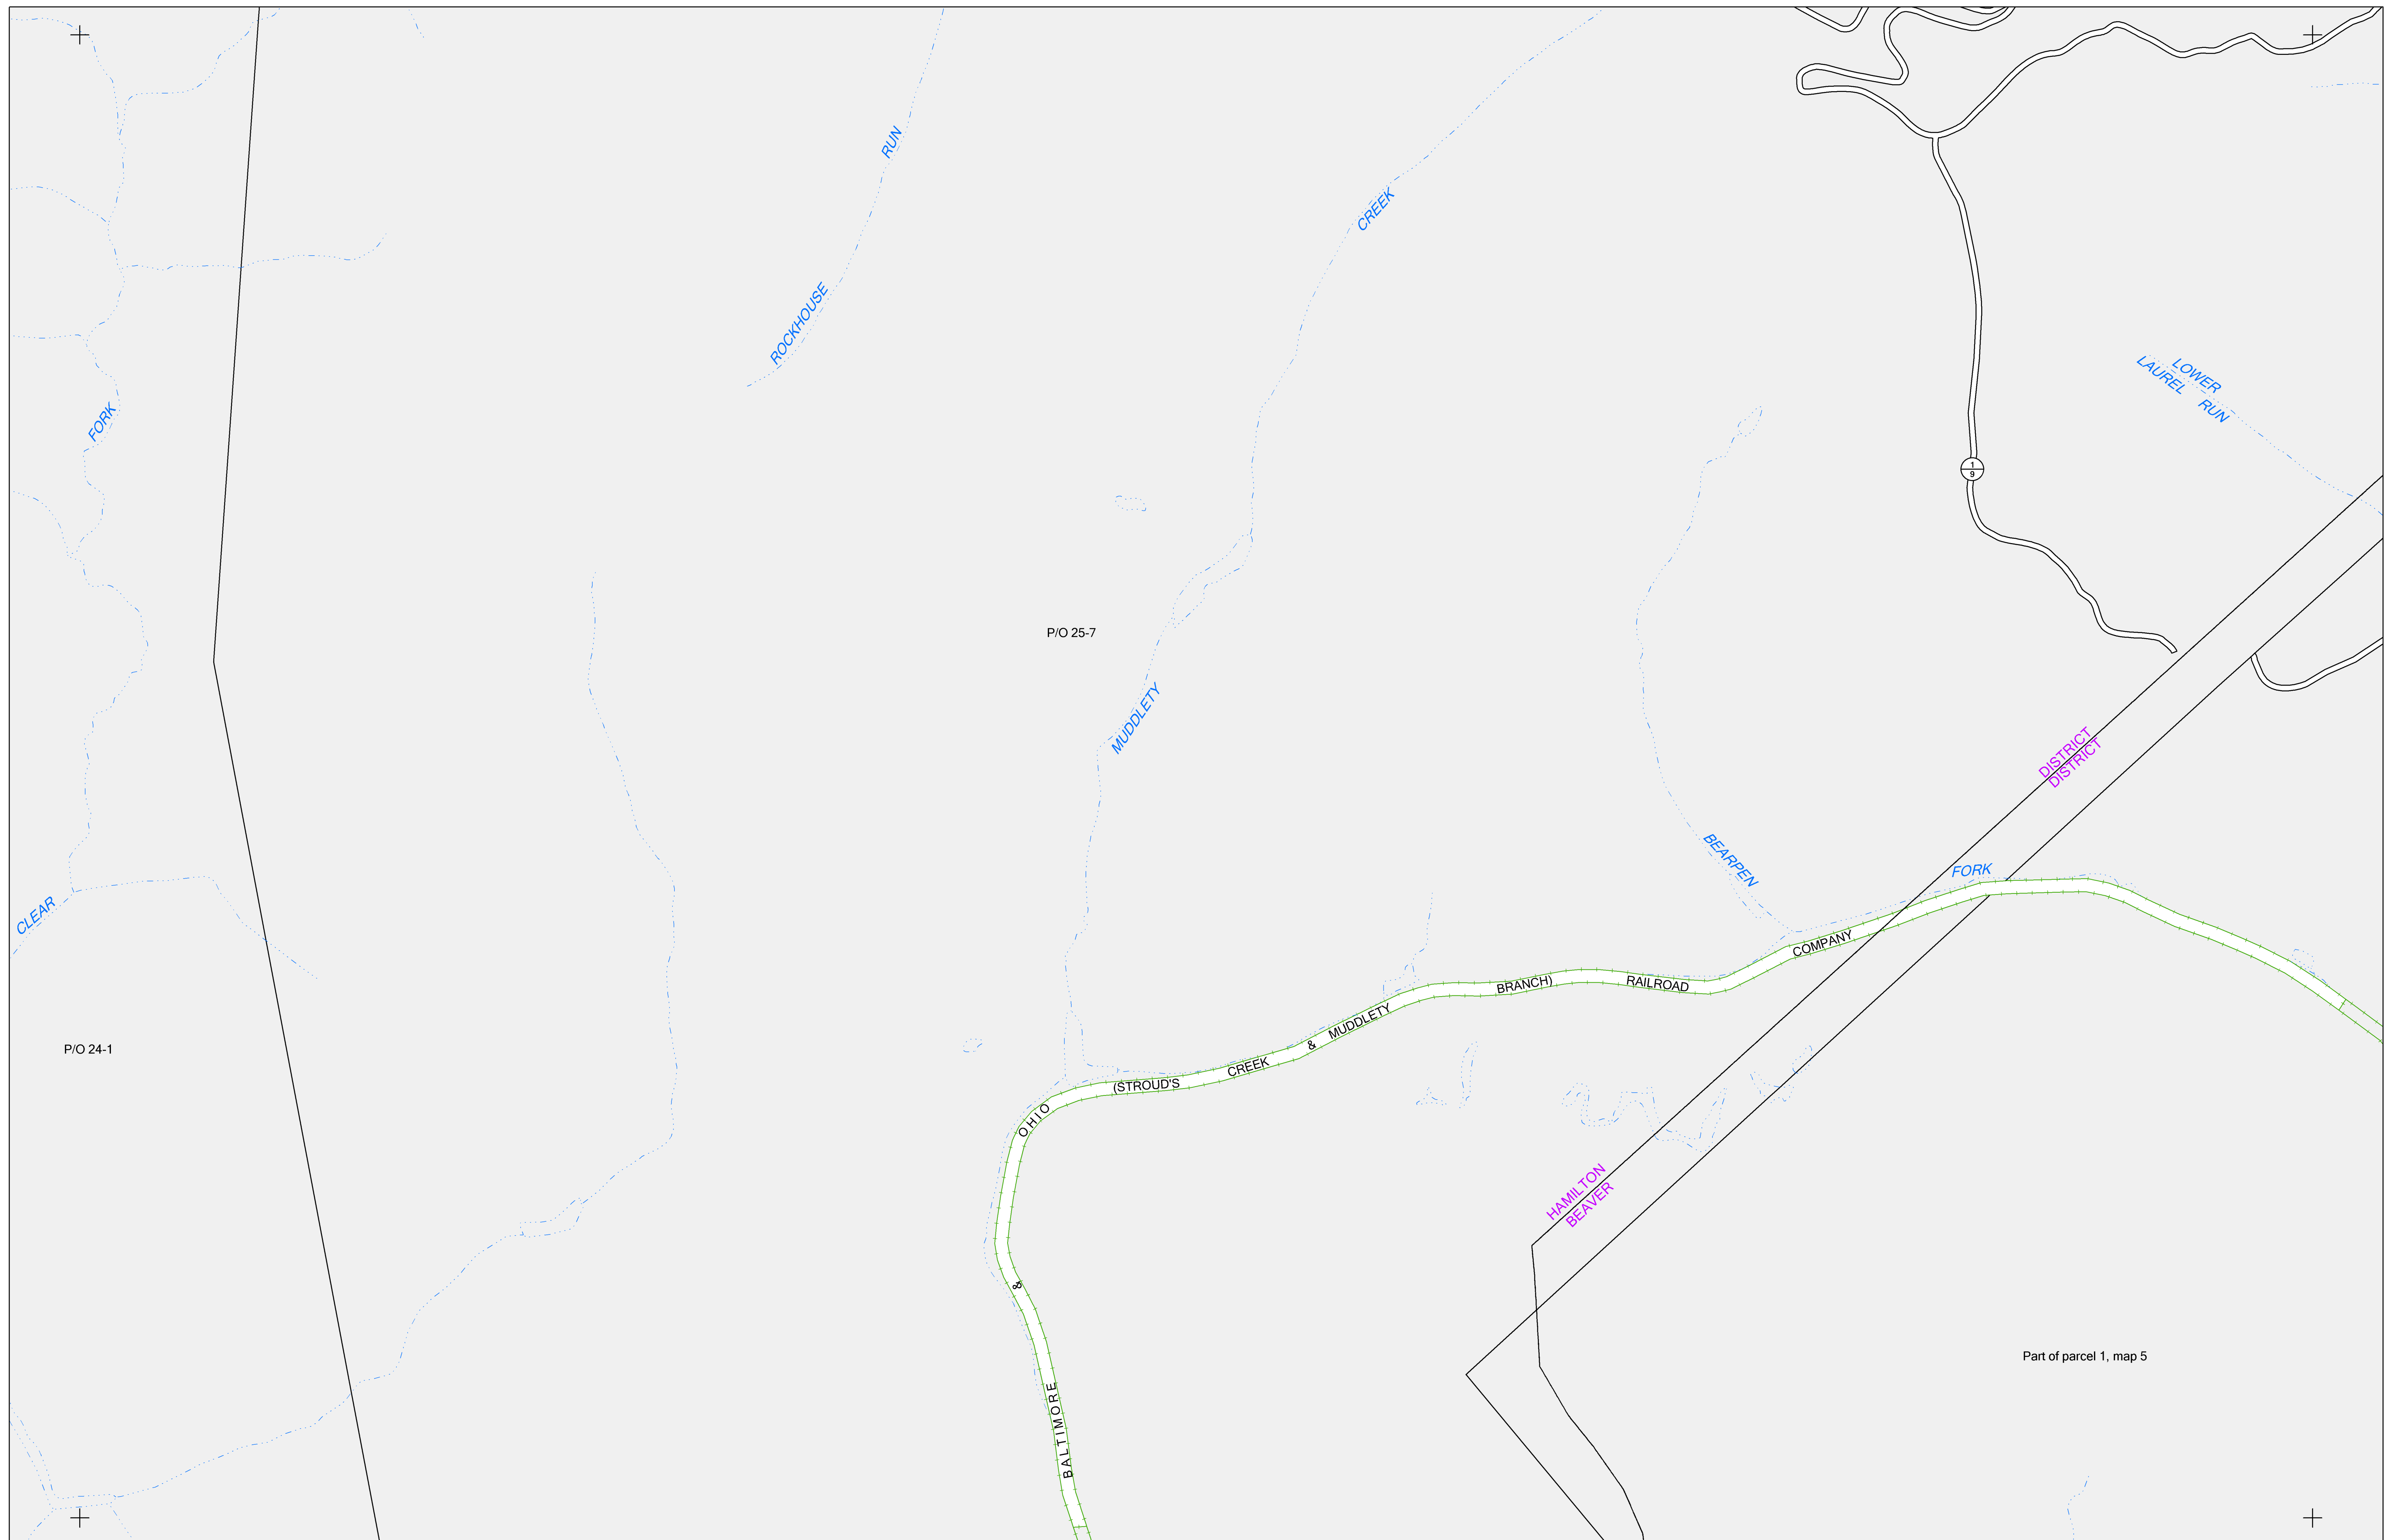 ROCKHOUSE RUN
MUDDLETY CREEK
CLEAR FORK
LOWER
LAUREL RUN
1
9
P/O 25-7
HAMILTON DISTRICT
BEAVER DISTRICT
BEARPEN FORK
BALTIMORE & OHIO (STROUD'S CREEK & MUDDLETY BRANCH) RAILROAD COMPANY
P/O 24-1
Part of parcel 1, map 5